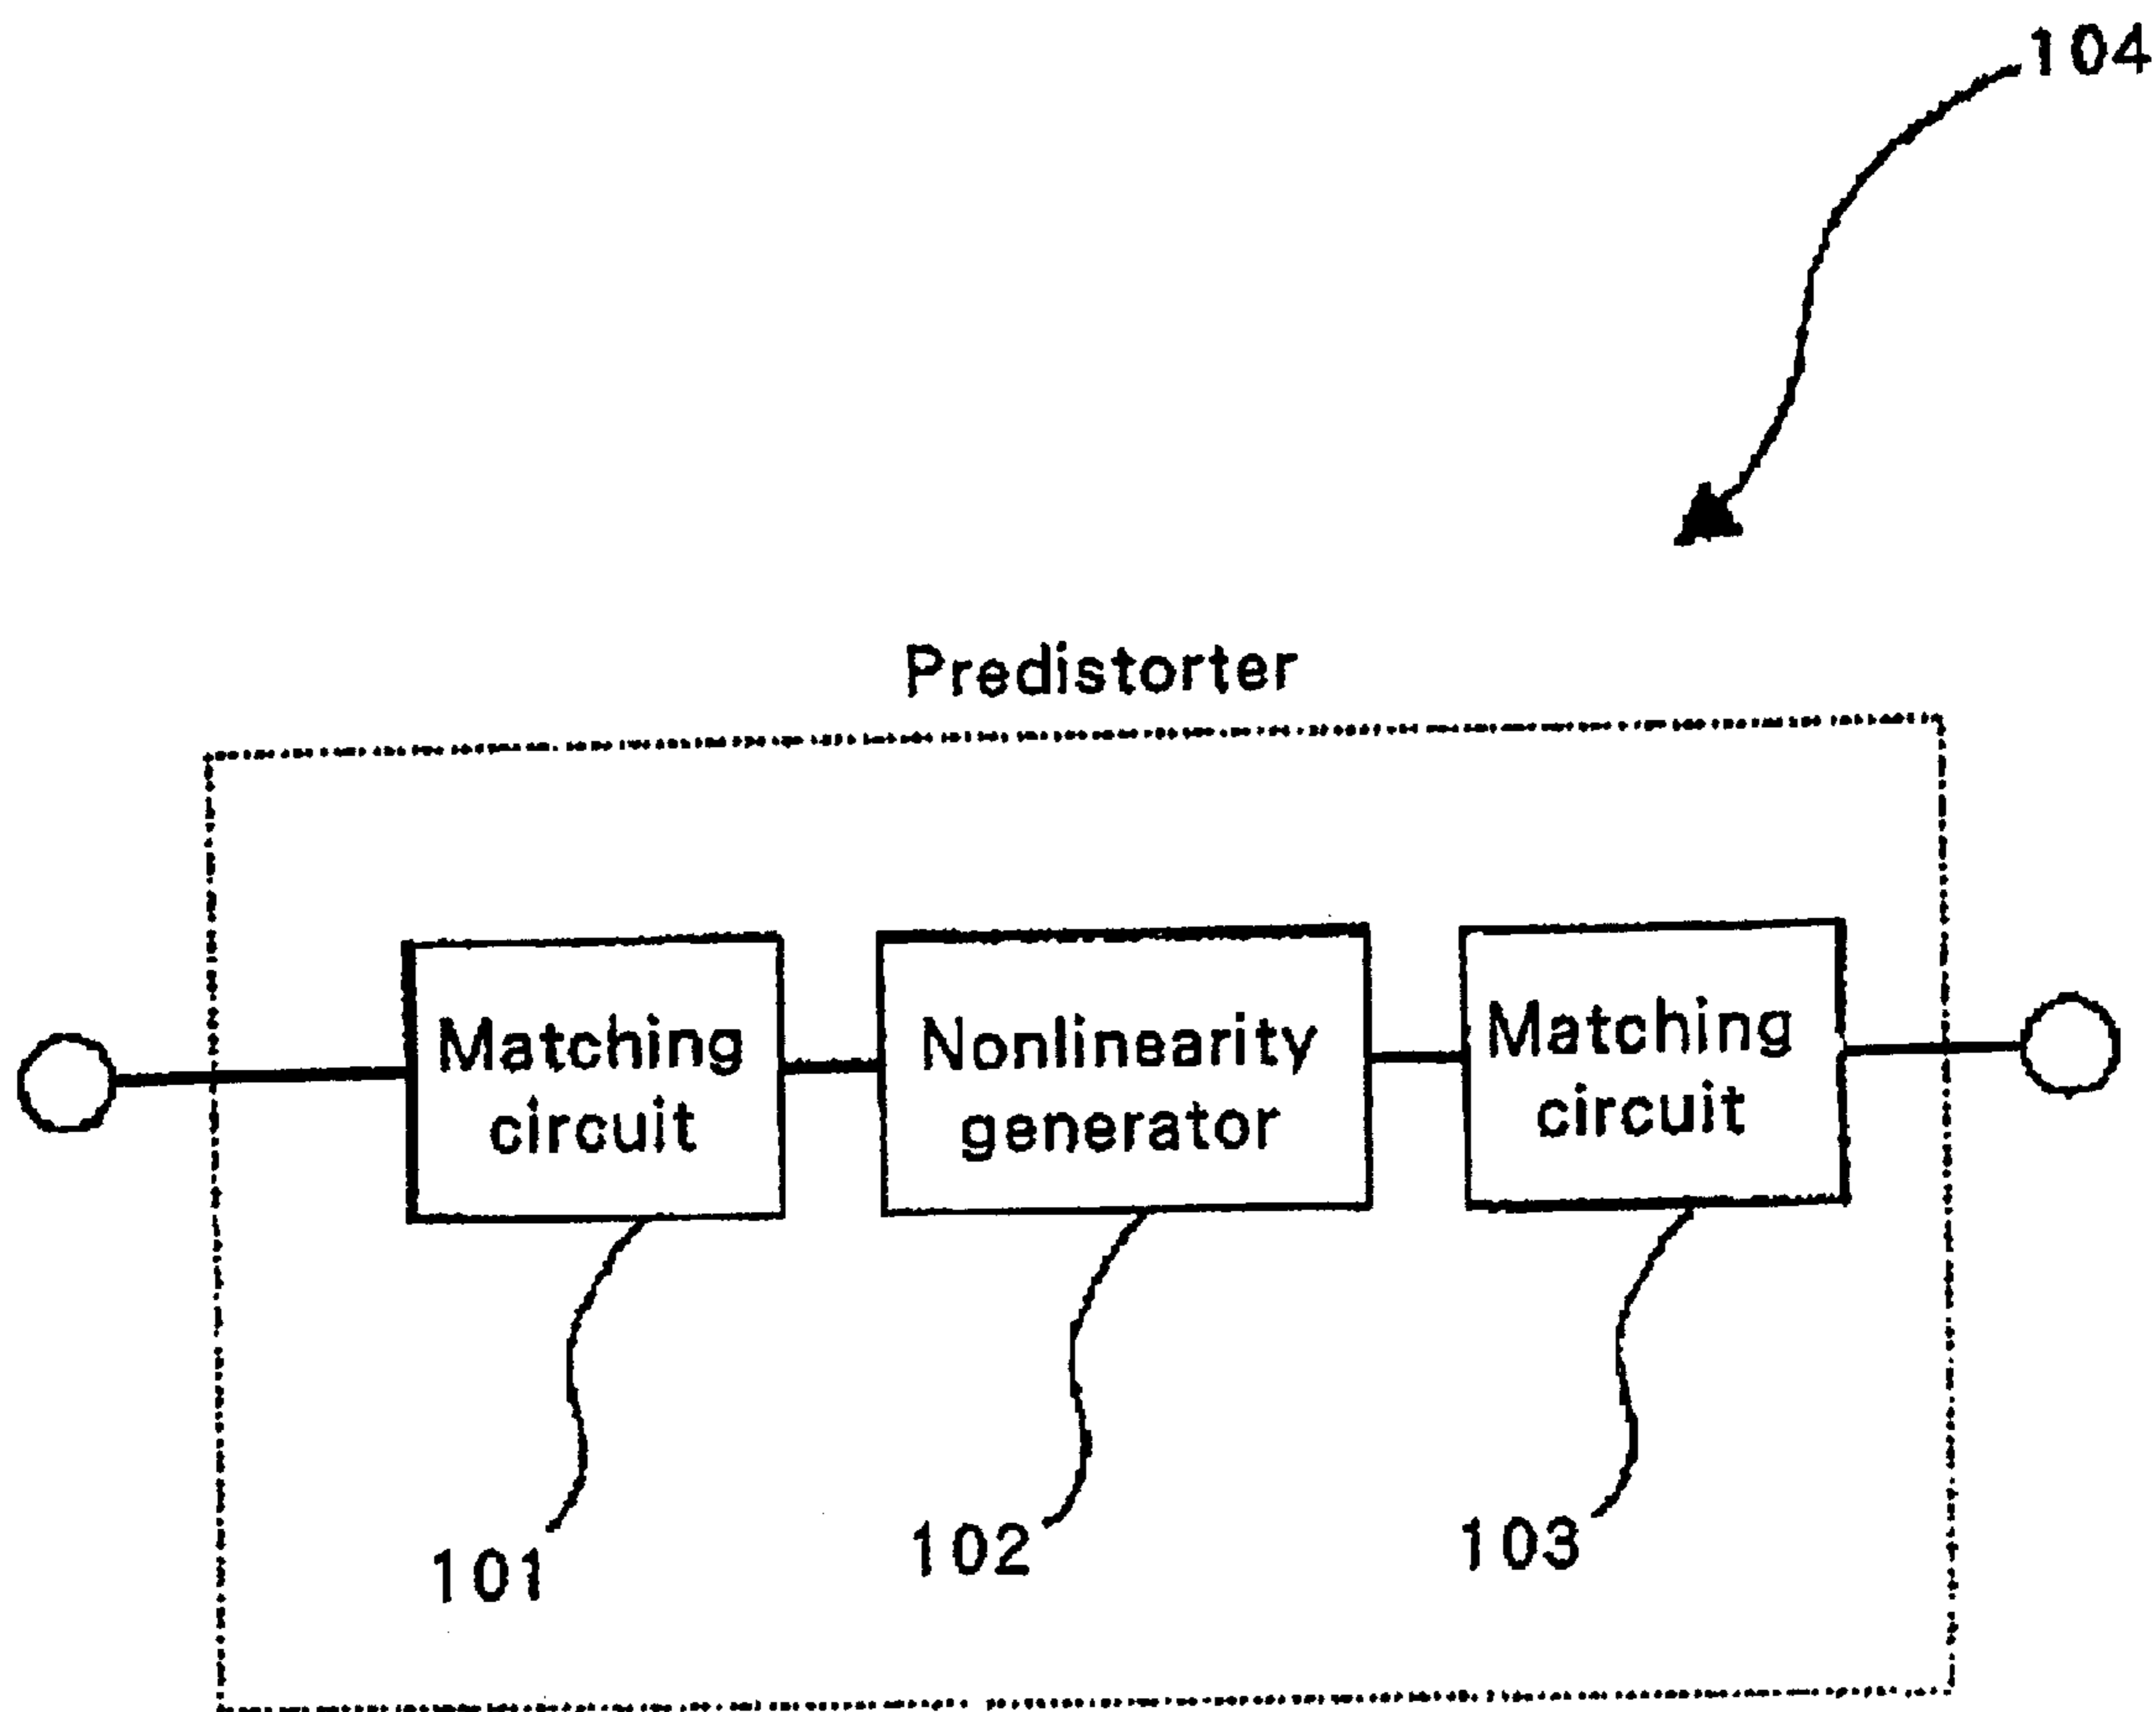 104
Predistorter
Matching
circuit
Nonlinearity
generator
Matching
circuit
101
102
103